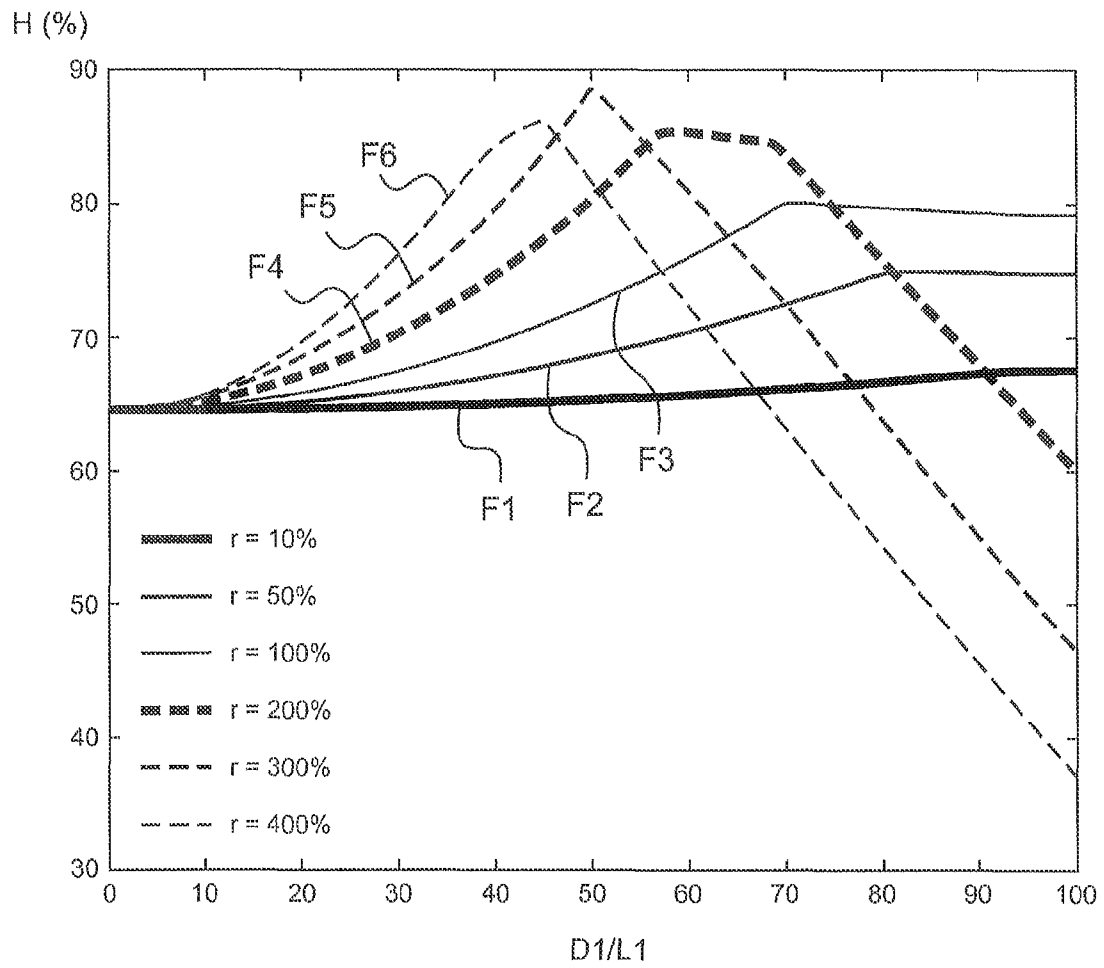 H (%)
90
80
70
60
50
40
30
F6
F5
F4
F3
F2
F1
r = 10%
r = 50%
r = 100%
r = 200%
r = 300%
r = 400%
0 10 20 30 40 50 60 70 80 90 100
D1/L1